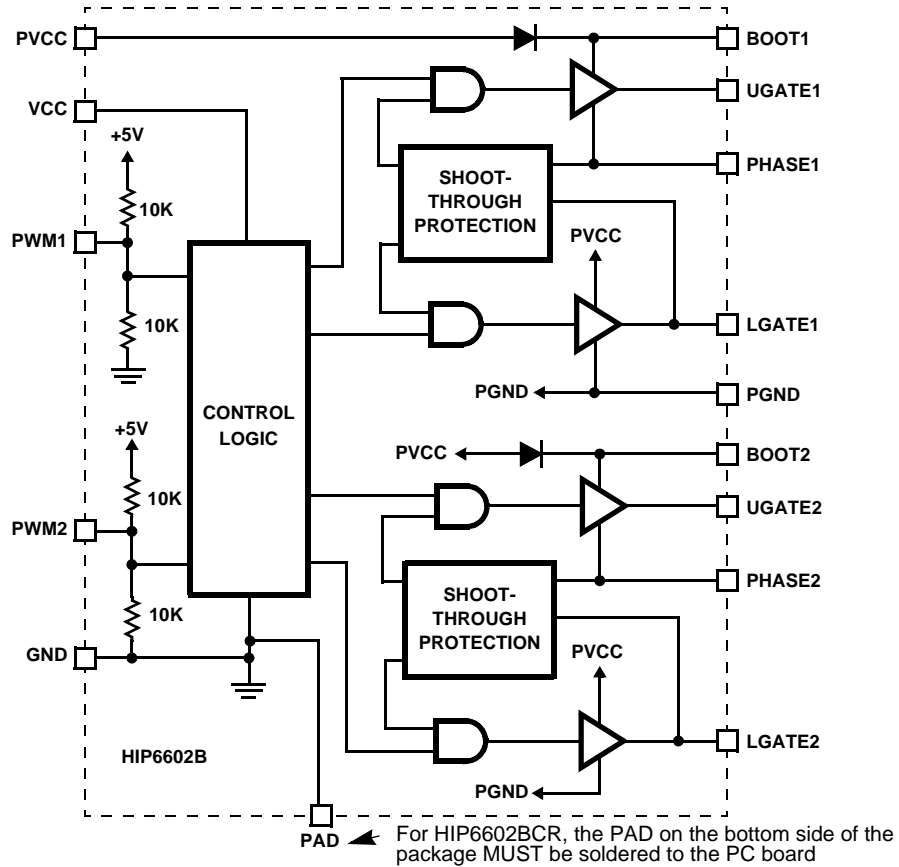 PVCC
BOOT1
UGATE1
VCC
+5V
10K
SHOOT-
THROUGH
PROTECTION
PHASE1
PWM1
PVCC
10K
LGATE1
CONTROL
LOGIC
PGND
PGND
+5V
PVCC
BOOT2
10K
UGATE2
PWM2
SHOOT-
THROUGH
PROTECTION
PHASE2
10K
GND
PVCC
LGATE2
HIP6602B
PGND
PAD
For HIP6602BCR, the PAD on the bottom side of the
package MUST be soldered to the PC board